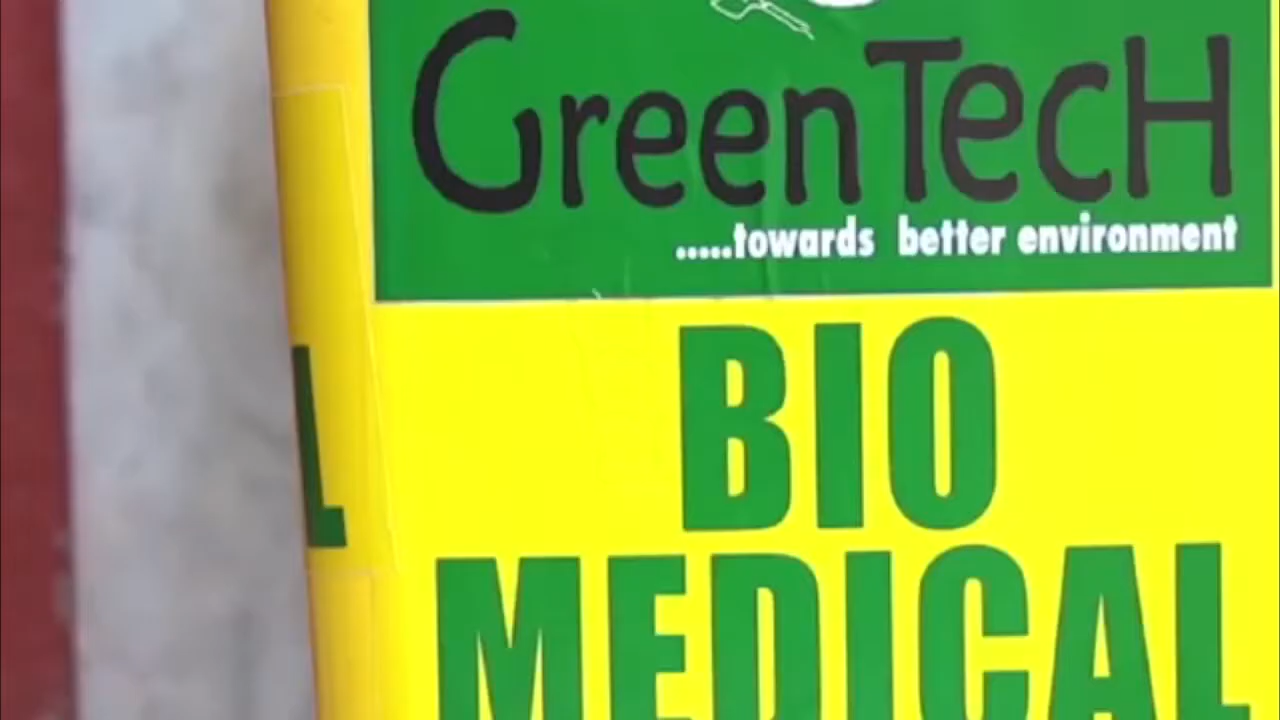 GreenTecH
.....towards better environment
BIO
MEDICAL
L